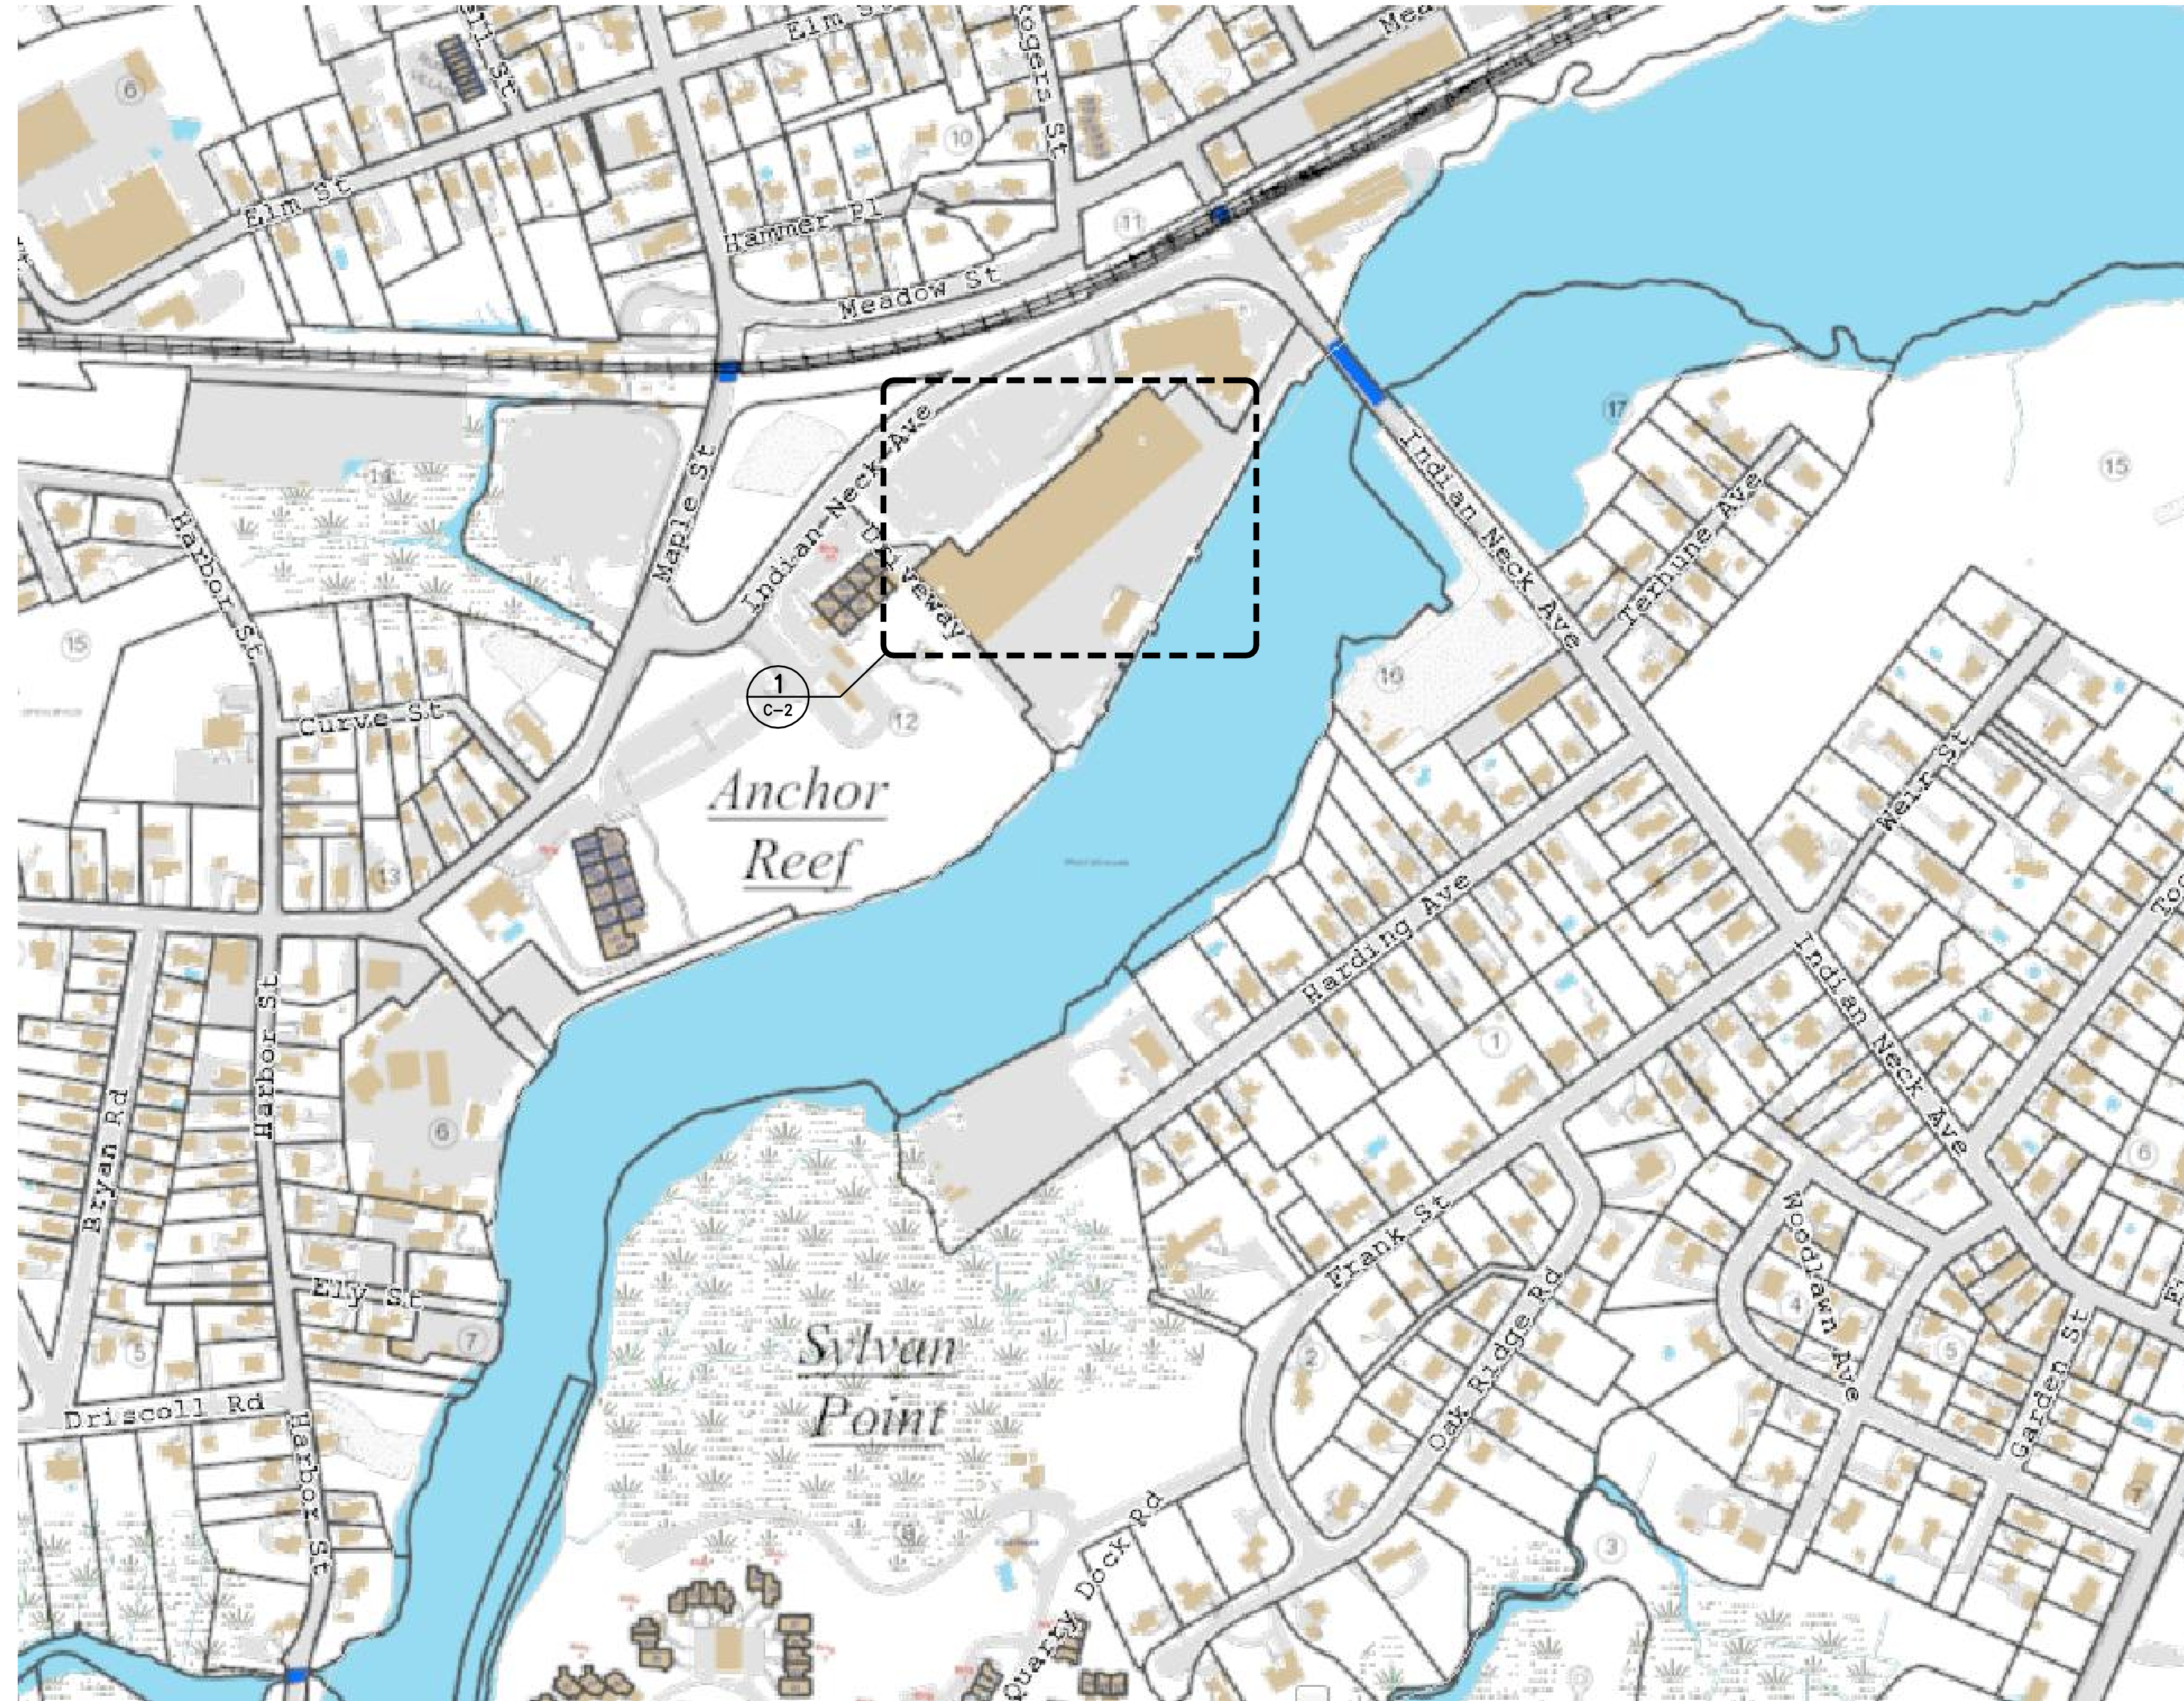 Elm St
6
10
Elm St
Hammer Pl
11
Meadow St
Indian Neck Ave
Maple St
17
Indian Neck Ave
15
Terhune Ave
Harbor St
Driveway
15
1
C-2
16
12
Curve St
Anchor
Reef
Weir St
13
Harding Ave
Indian Neck Ave
1
Harbor St
6
Bryan Rd
6
Frank St
Woodlawn Ave
Ely St
7
4
5
Sylvan
Point
2
5
Oak Ridge Rd
Garden St
Driscoll Rd
Harbor St
7
Quarry Dock Rd
3